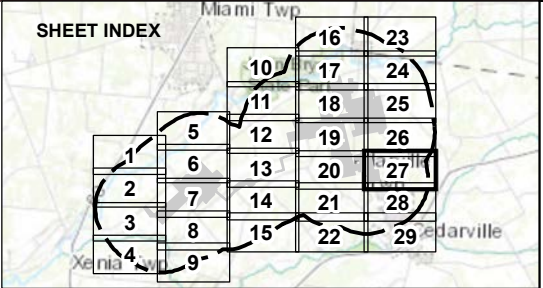 Miami Twp
SHEET INDEX
16 23
10 17 24
11 18 25
5 12 19 26
1 6 13 20 27
2 7 14 21 28
3 8 15 22 29
4 9
Cedarville
Xenia Twp